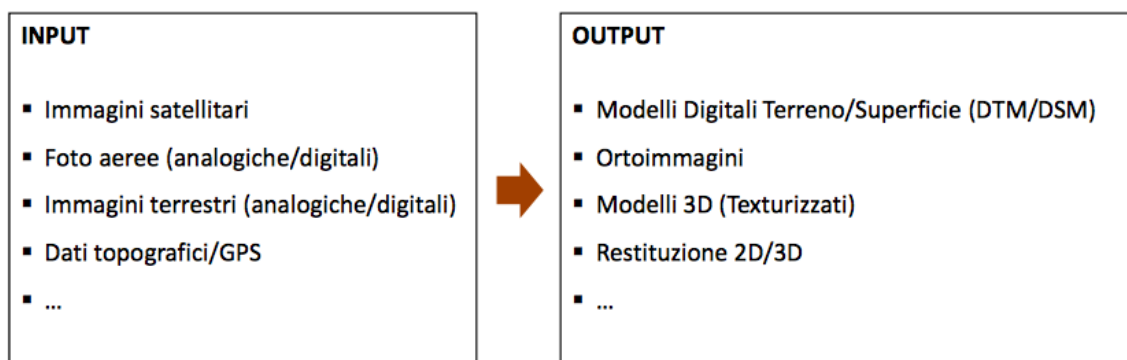 INPUT
▪ Immagini satellitari
▪ Foto aeree (analogiche/digitali)
▪ Immagini terrestri (analogiche/digitali)
▪ Dati topografici/GPS
▪ ...
OUTPUT
▪ Modelli Digitali Terreno/Superficie (DTM/DSM)
▪ Ortoimmagini
▪ Modelli 3D (Texturizzati)
▪ Restituzione 2D/3D
▪ ...